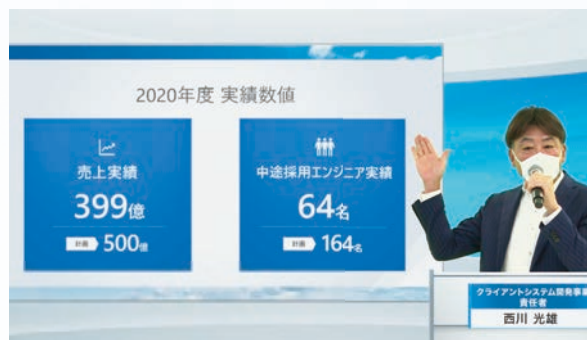 2020年度 実績数値
売上実績
399億
計画 500億
中途採用エンジニア実績
64名
計画 164名
クライアントシステム開発事業
責任者
西川 光雄